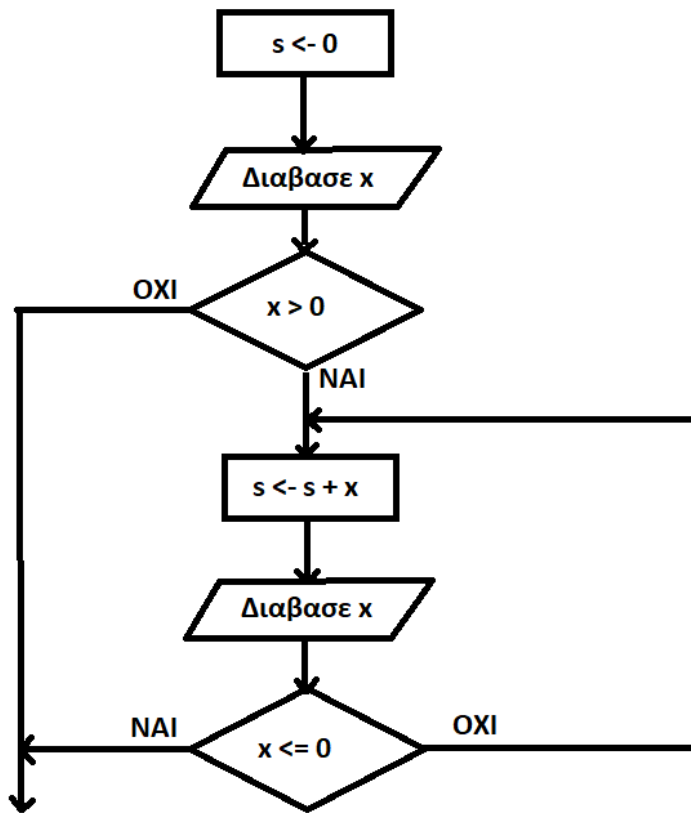 s <- 0
Διαβασε x
ΟΧΙ
x > 0
ΝΑΙ
s <- s + x
Διαβασε x
ΝΑΙ
x <= 0
ΟΧΙ